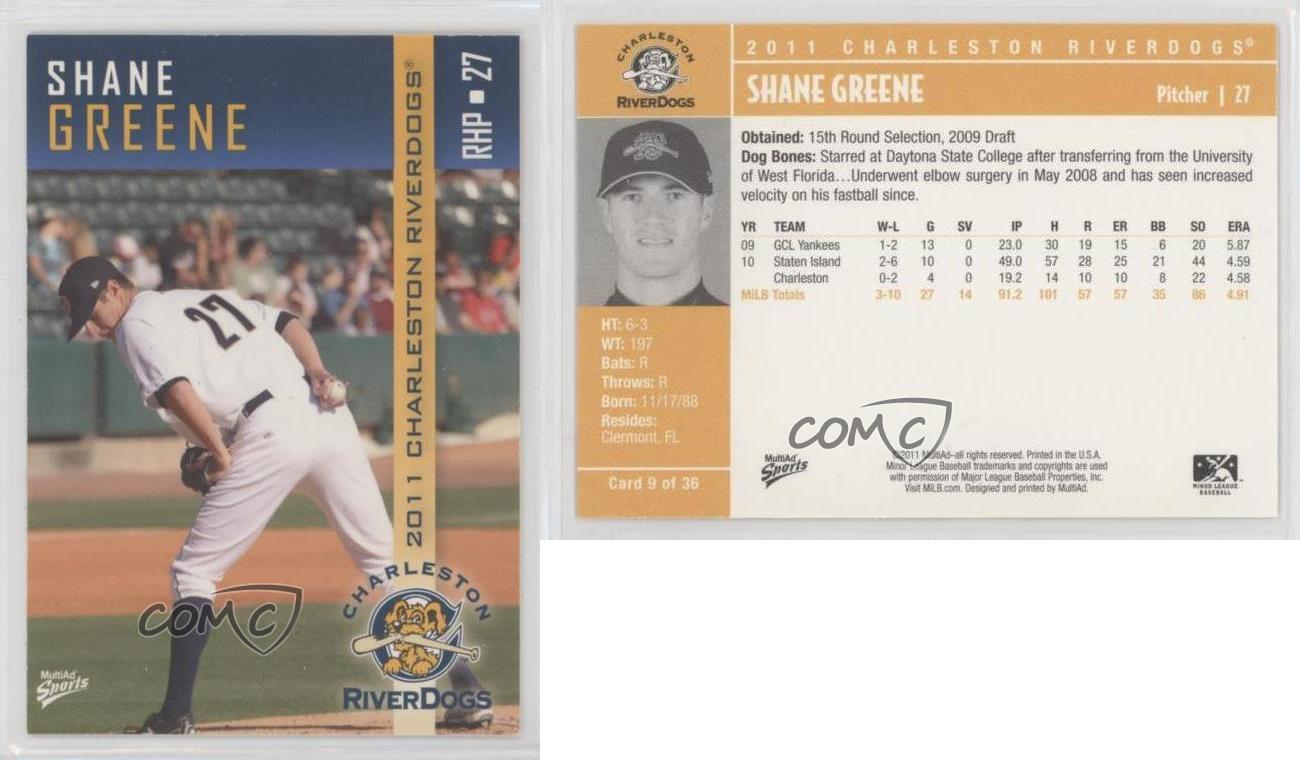 SHANE
GREENE
RHP ■ 27
2011 CHARLESTON RIVERDOGS®
27
COMC
MultiAd
Sports
CHARLESTON
RIVERDOGS
CHARLESTON
RIVERDOGS
2011 CHARLESTON RIVERDOGS®
SHANE GREENE
Pitcher | 27
Obtained: 15th Round Selection, 2009 Draft
Dog Bones: Starred at Daytona State College after transferring from the University
of West Florida…Underwent elbow surgery in May 2008 and has seen increased
velocity on his fastball since.
YR TEAM W-L G SV IP H R ER BB SO ERA
09 GCL Yankees 1-2 13 0 23.0 30 19 15 6 20 5.87
10 Staten Island 2-6 10 0 49.0 57 28 25 21 44 4.59
Charleston 0-2 4 0 19.2 14 10 10 8 22 4.58
MiLB Totals 3-10 27 14 91.2 101 57 57 35 86 4.91
HT: 6-3
WT: 197
Bats: R
Throws: R
Born: 11/17/88
Resides:
Clermont, FL
Card 9 of 36
COMC
MultiAd
Sports
©2011 MultiAd–all rights reserved. Printed in the U.S.A.
Minor League Baseball trademarks and copyrights are used
with permission of Major League Baseball Properties, Inc.
Visit MiLB.com. Designed and printed by MultiAd.
MINOR LEAGUE
BASEBALL